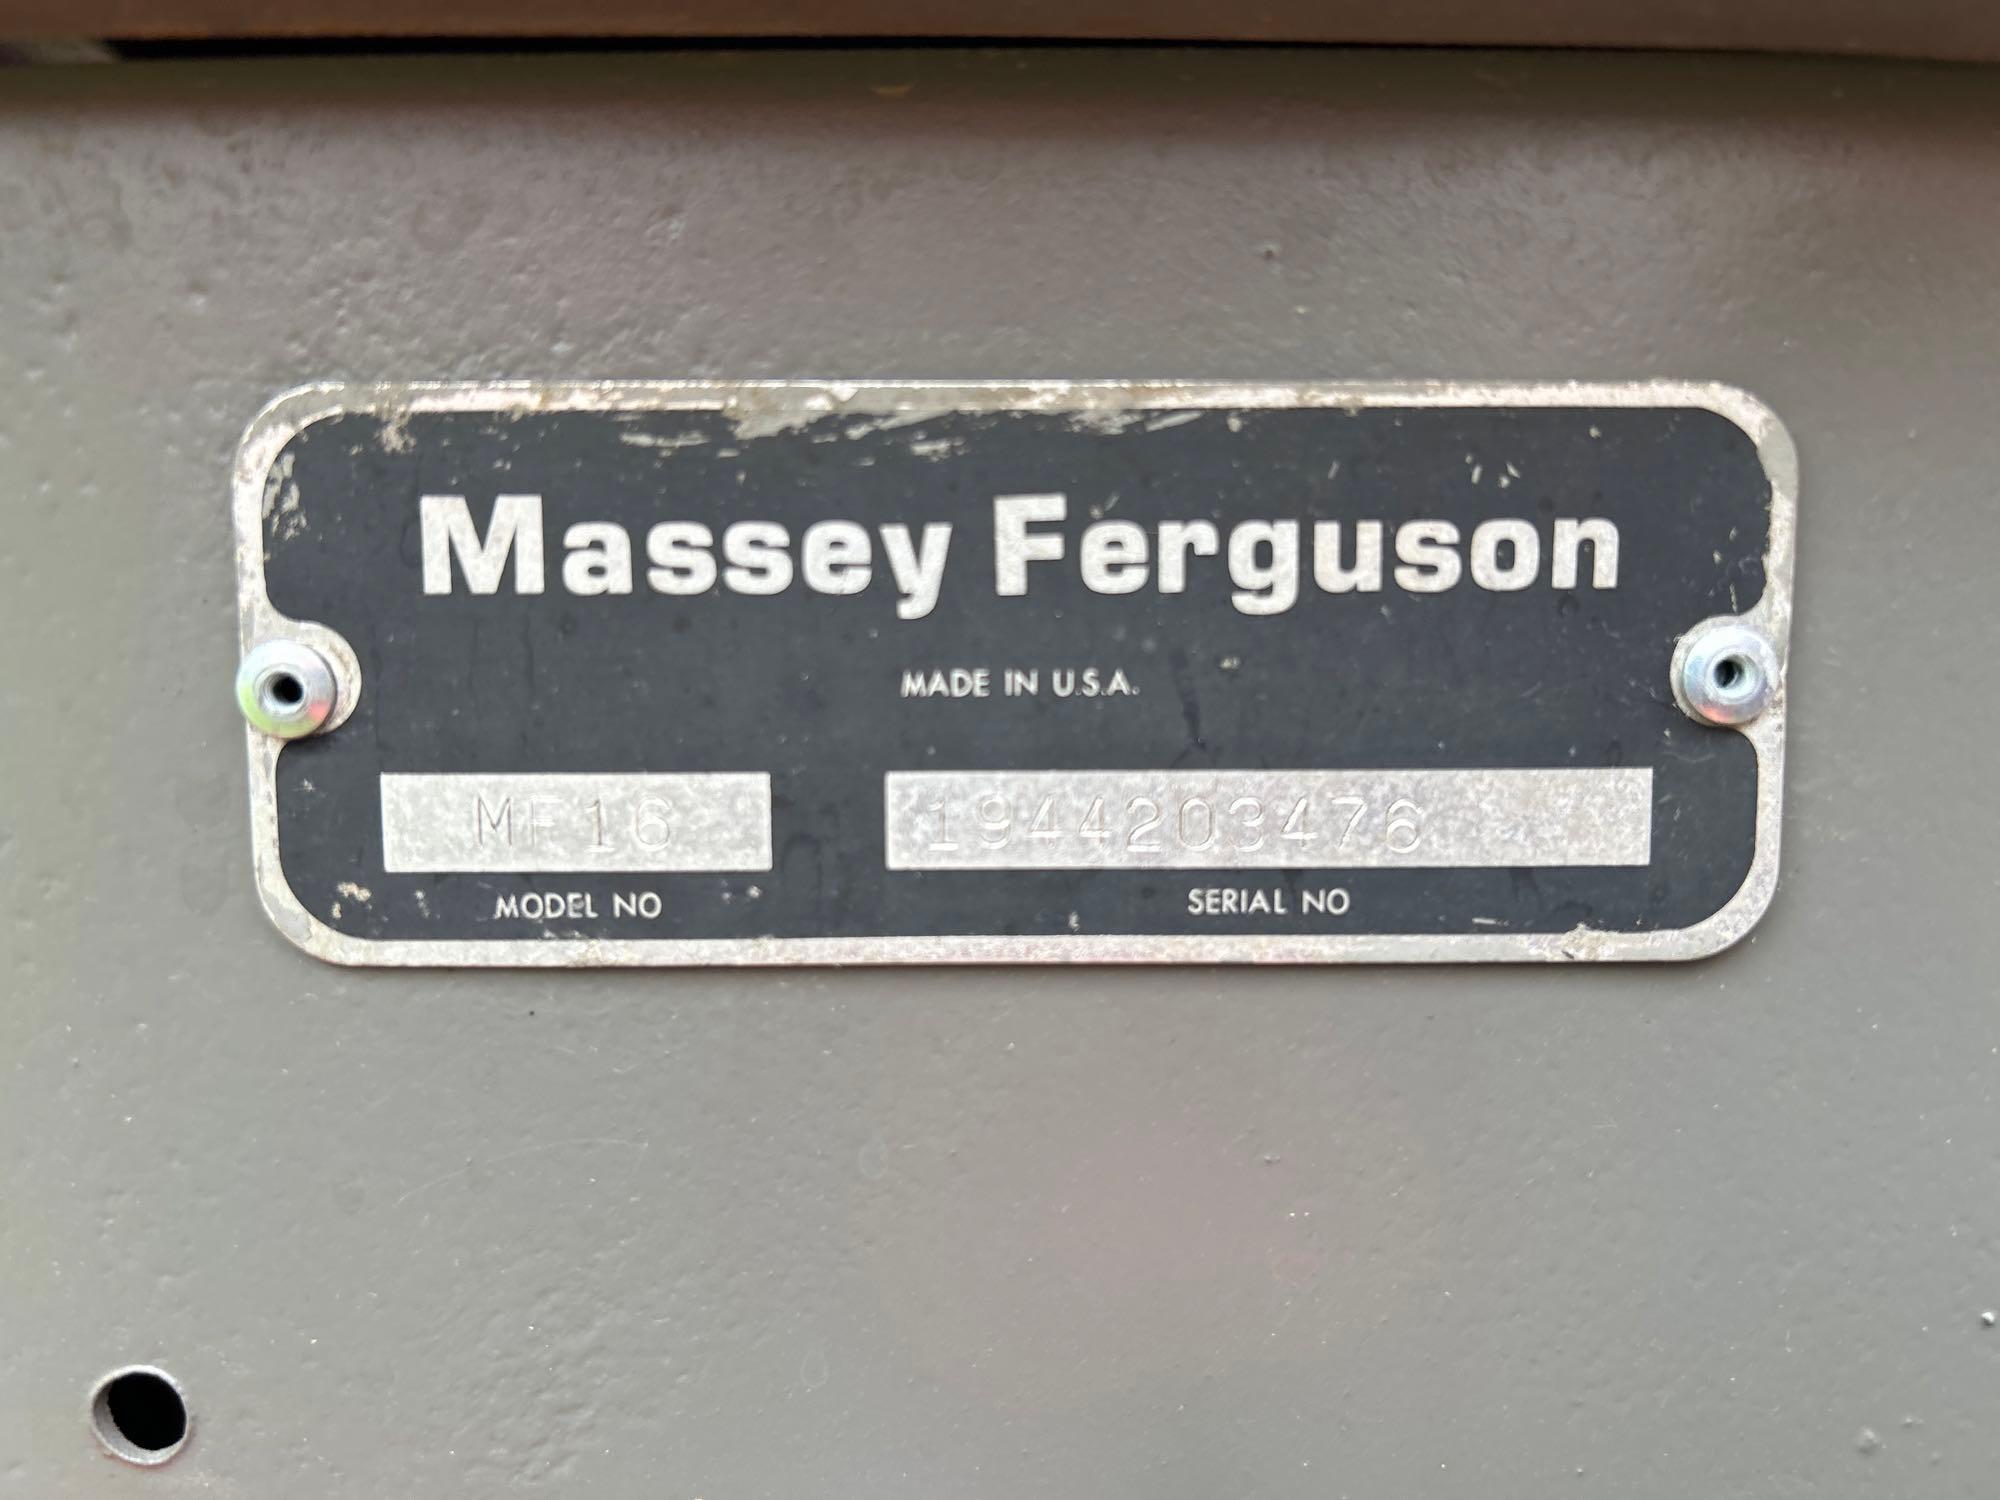 Massey Ferguson
MADE IN U.S.A.
MF16 1944203476
MODEL NO SERIAL NO